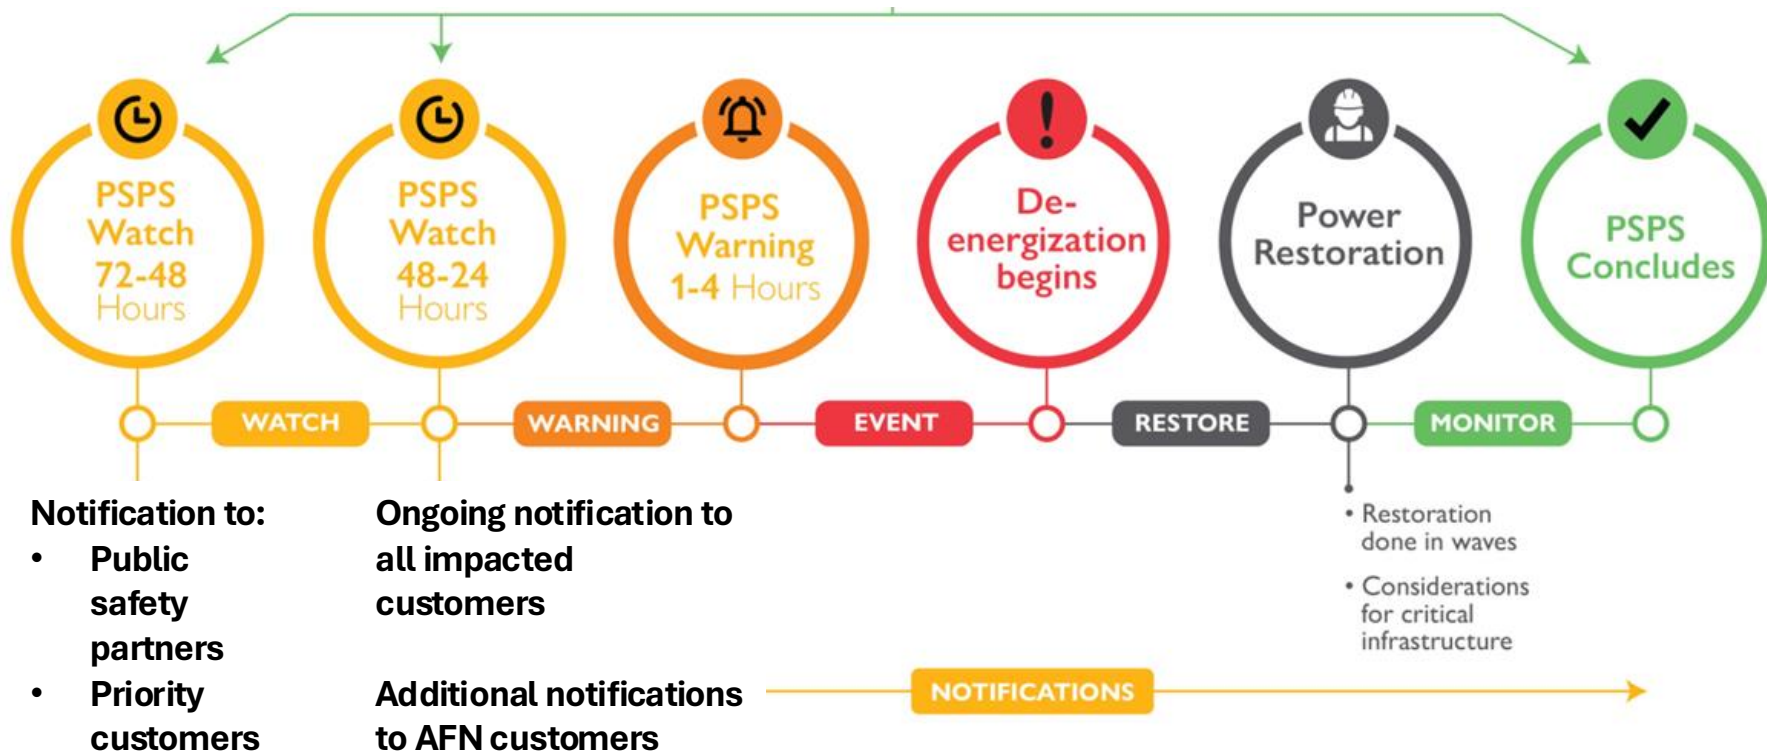 PSPS
Watch
72-48
Hours
PSPS
Watch
48-24
Hours
PSPS
Warning
1-4 Hours
De-
energization
begins
Power
Restoration
PSPS
Concludes
WATCH
WARNING
EVENT
RESTORE
MONITOR
Notification to:
• Public
safety
partners
• Priority
customers
Ongoing notification to
all impacted
customers
Additional notifications
to AFN customers
• Restoration
done in waves
• Considerations
for critical
infrastructure
NOTIFICATIONS